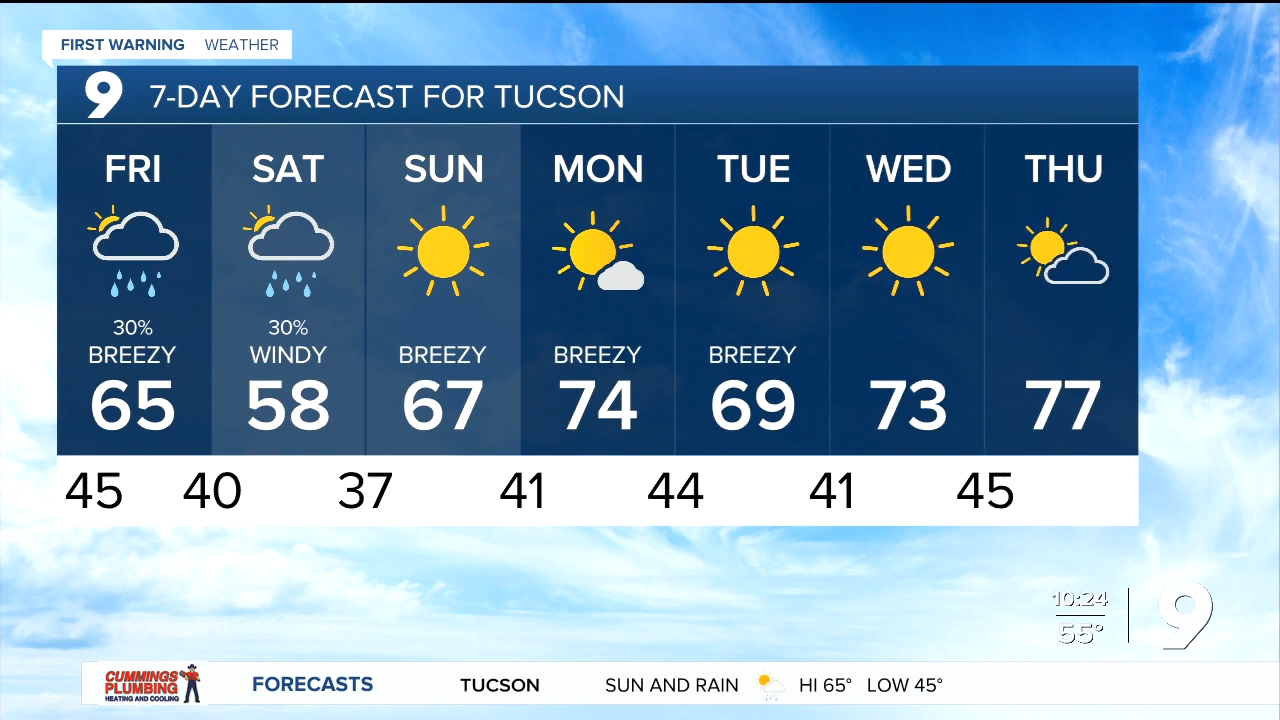 FIRST WARNING WEATHER
9 7-DAY FORECAST FOR TUCSON
FRI SAT SUN MON TUE WED THU
30% 30%
BREEZY WINDY BREEZY BREEZY BREEZY
65 58 67 74 69 73 77
45 40 37 41 44 41 45
10:24
55°
9
CUMMINGS
PLUMBING
HEATING AND COOLING
FORECASTS TUCSON SUN AND RAIN HI 65° LOW 45°